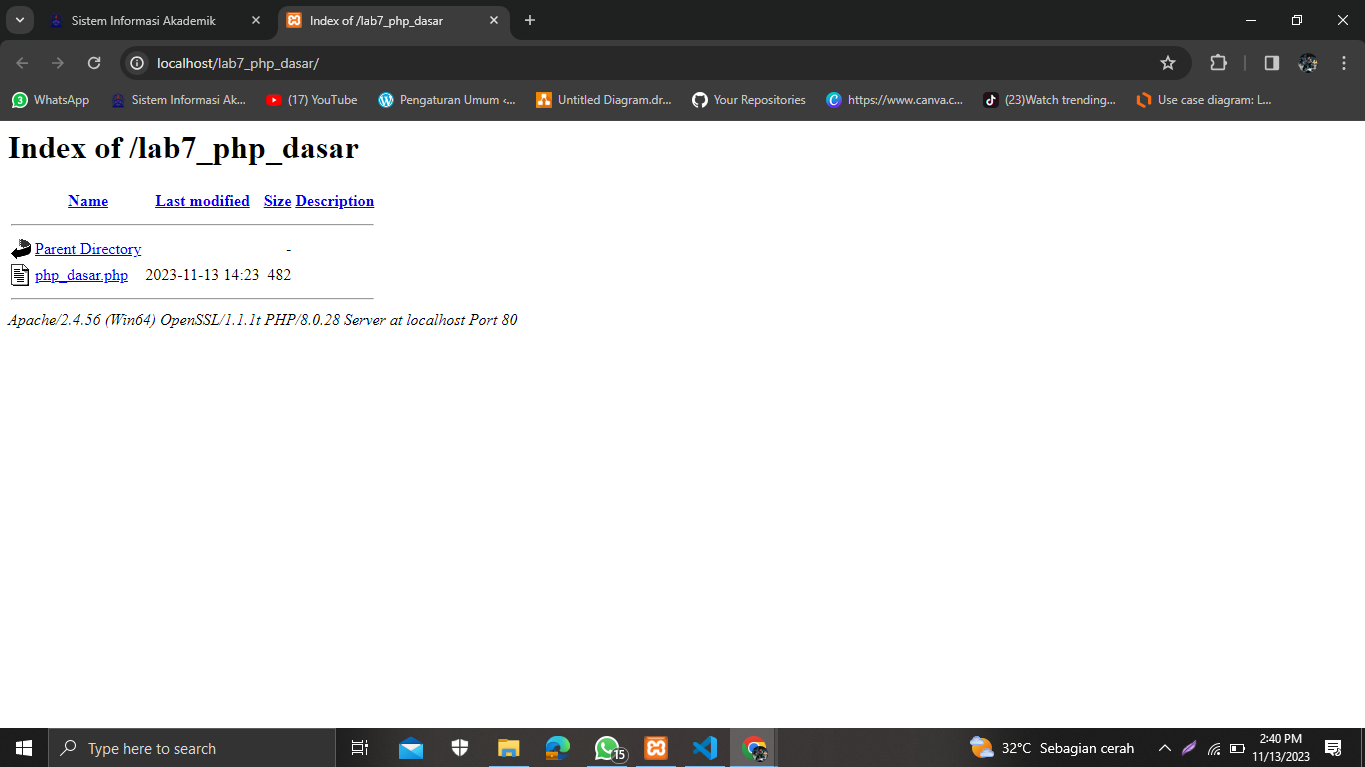 Sistem Informasi Akademik
Index of /lab7_php_dasar
localhost/lab7_php_dasar/
3 WhatsApp
Sistem Informasi Ak...
(17) YouTube
Pengaturan Umum ‹...
Untitled Diagram.dr...
Your Repositories
https://www.canva.c...
(23)Watch trending...
Use case diagram: L...
Index of /lab7_php_dasar
Name Last modified Size Description
Parent Directory -
php_dasar.php 2023-11-13 14:23 482
Apache/2.4.56 (Win64) OpenSSL/1.1.1t PHP/8.0.28 Server at localhost Port 80
Type here to search
15
32°C Sebagian cerah
2:40 PM
11/13/2023